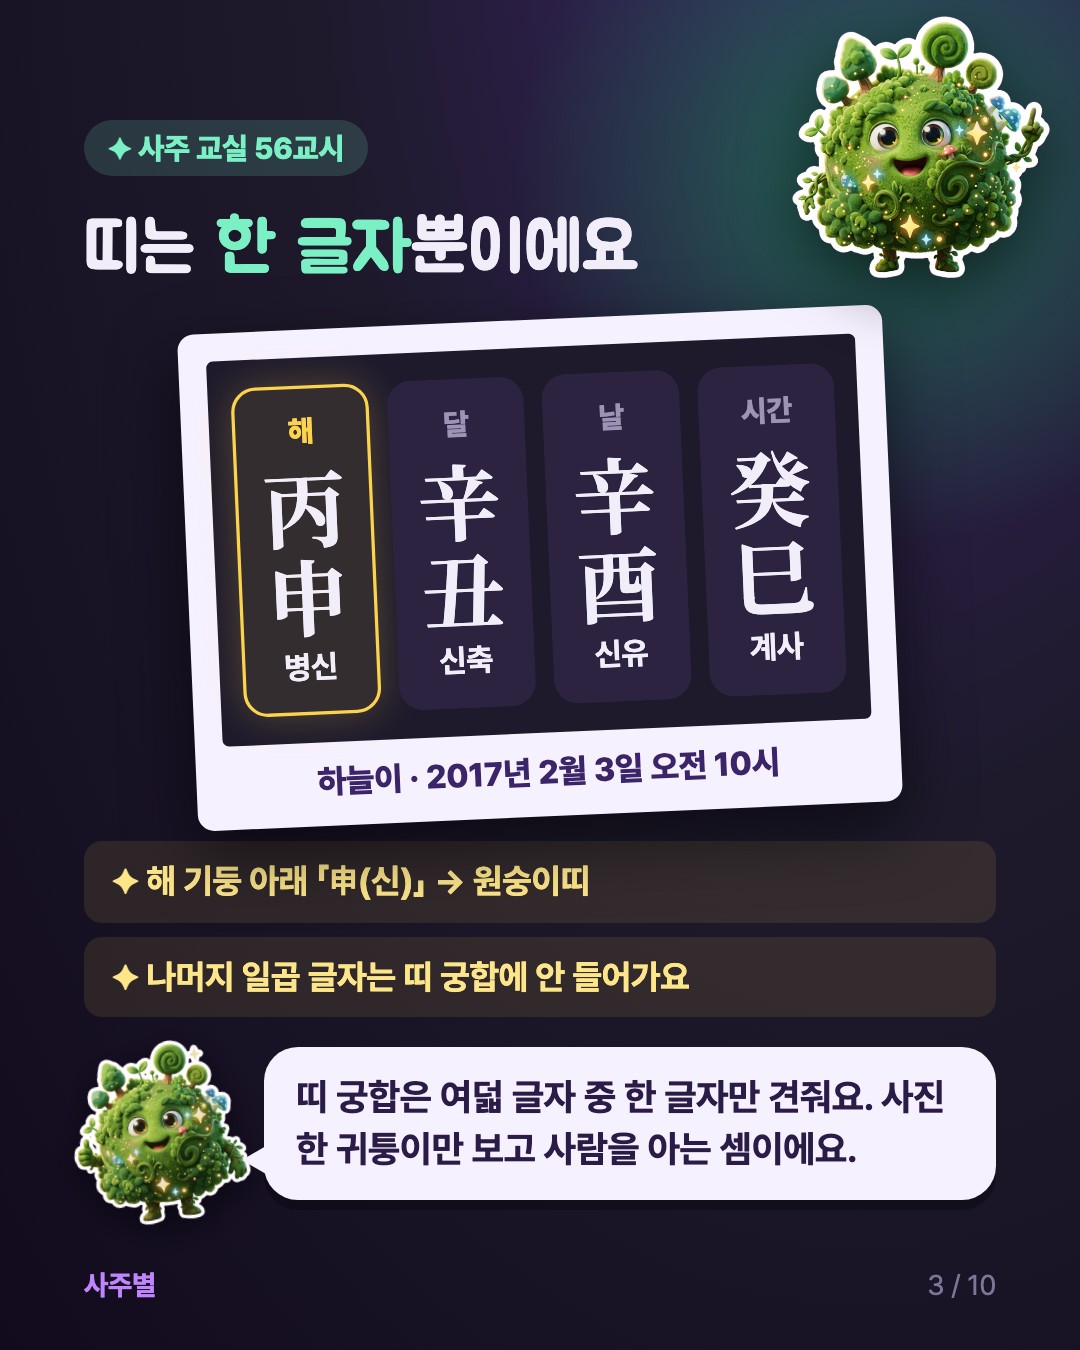 사주 교실 56교시
띠는 한 글자뿐이에요
해
丙
申
병신
달
辛
丑
신축
날
辛
酉
신유
시간
癸
巳
계사
하늘이 · 2017년 2월 3일 오전 10시
해 기둥 아래 「申(신)」 → 원숭이띠
나머지 일곱 글자는 띠 궁합에 안 들어가요
띠 궁합은 여덟 글자 중 한 글자만 견줘요. 사진
한 귀퉁이만 보고 사람을 아는 셈이에요.
사주별
3 / 10